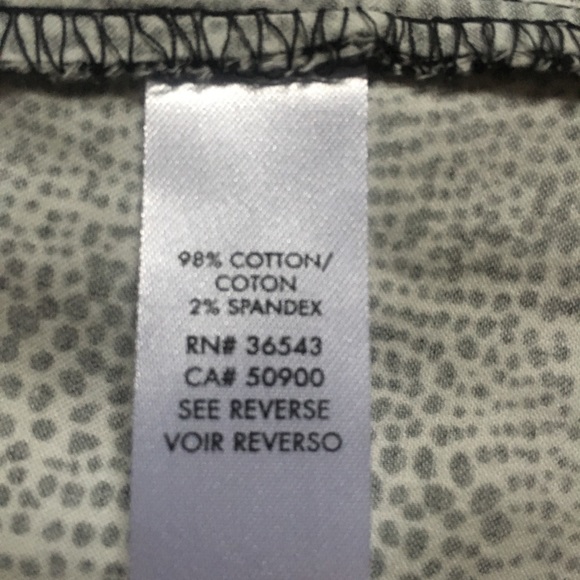 98% COTTON/
COTON
2% SPANDEX
RN# 36543
CA# 50900
SEE REVERSE
VOIR REVERSO